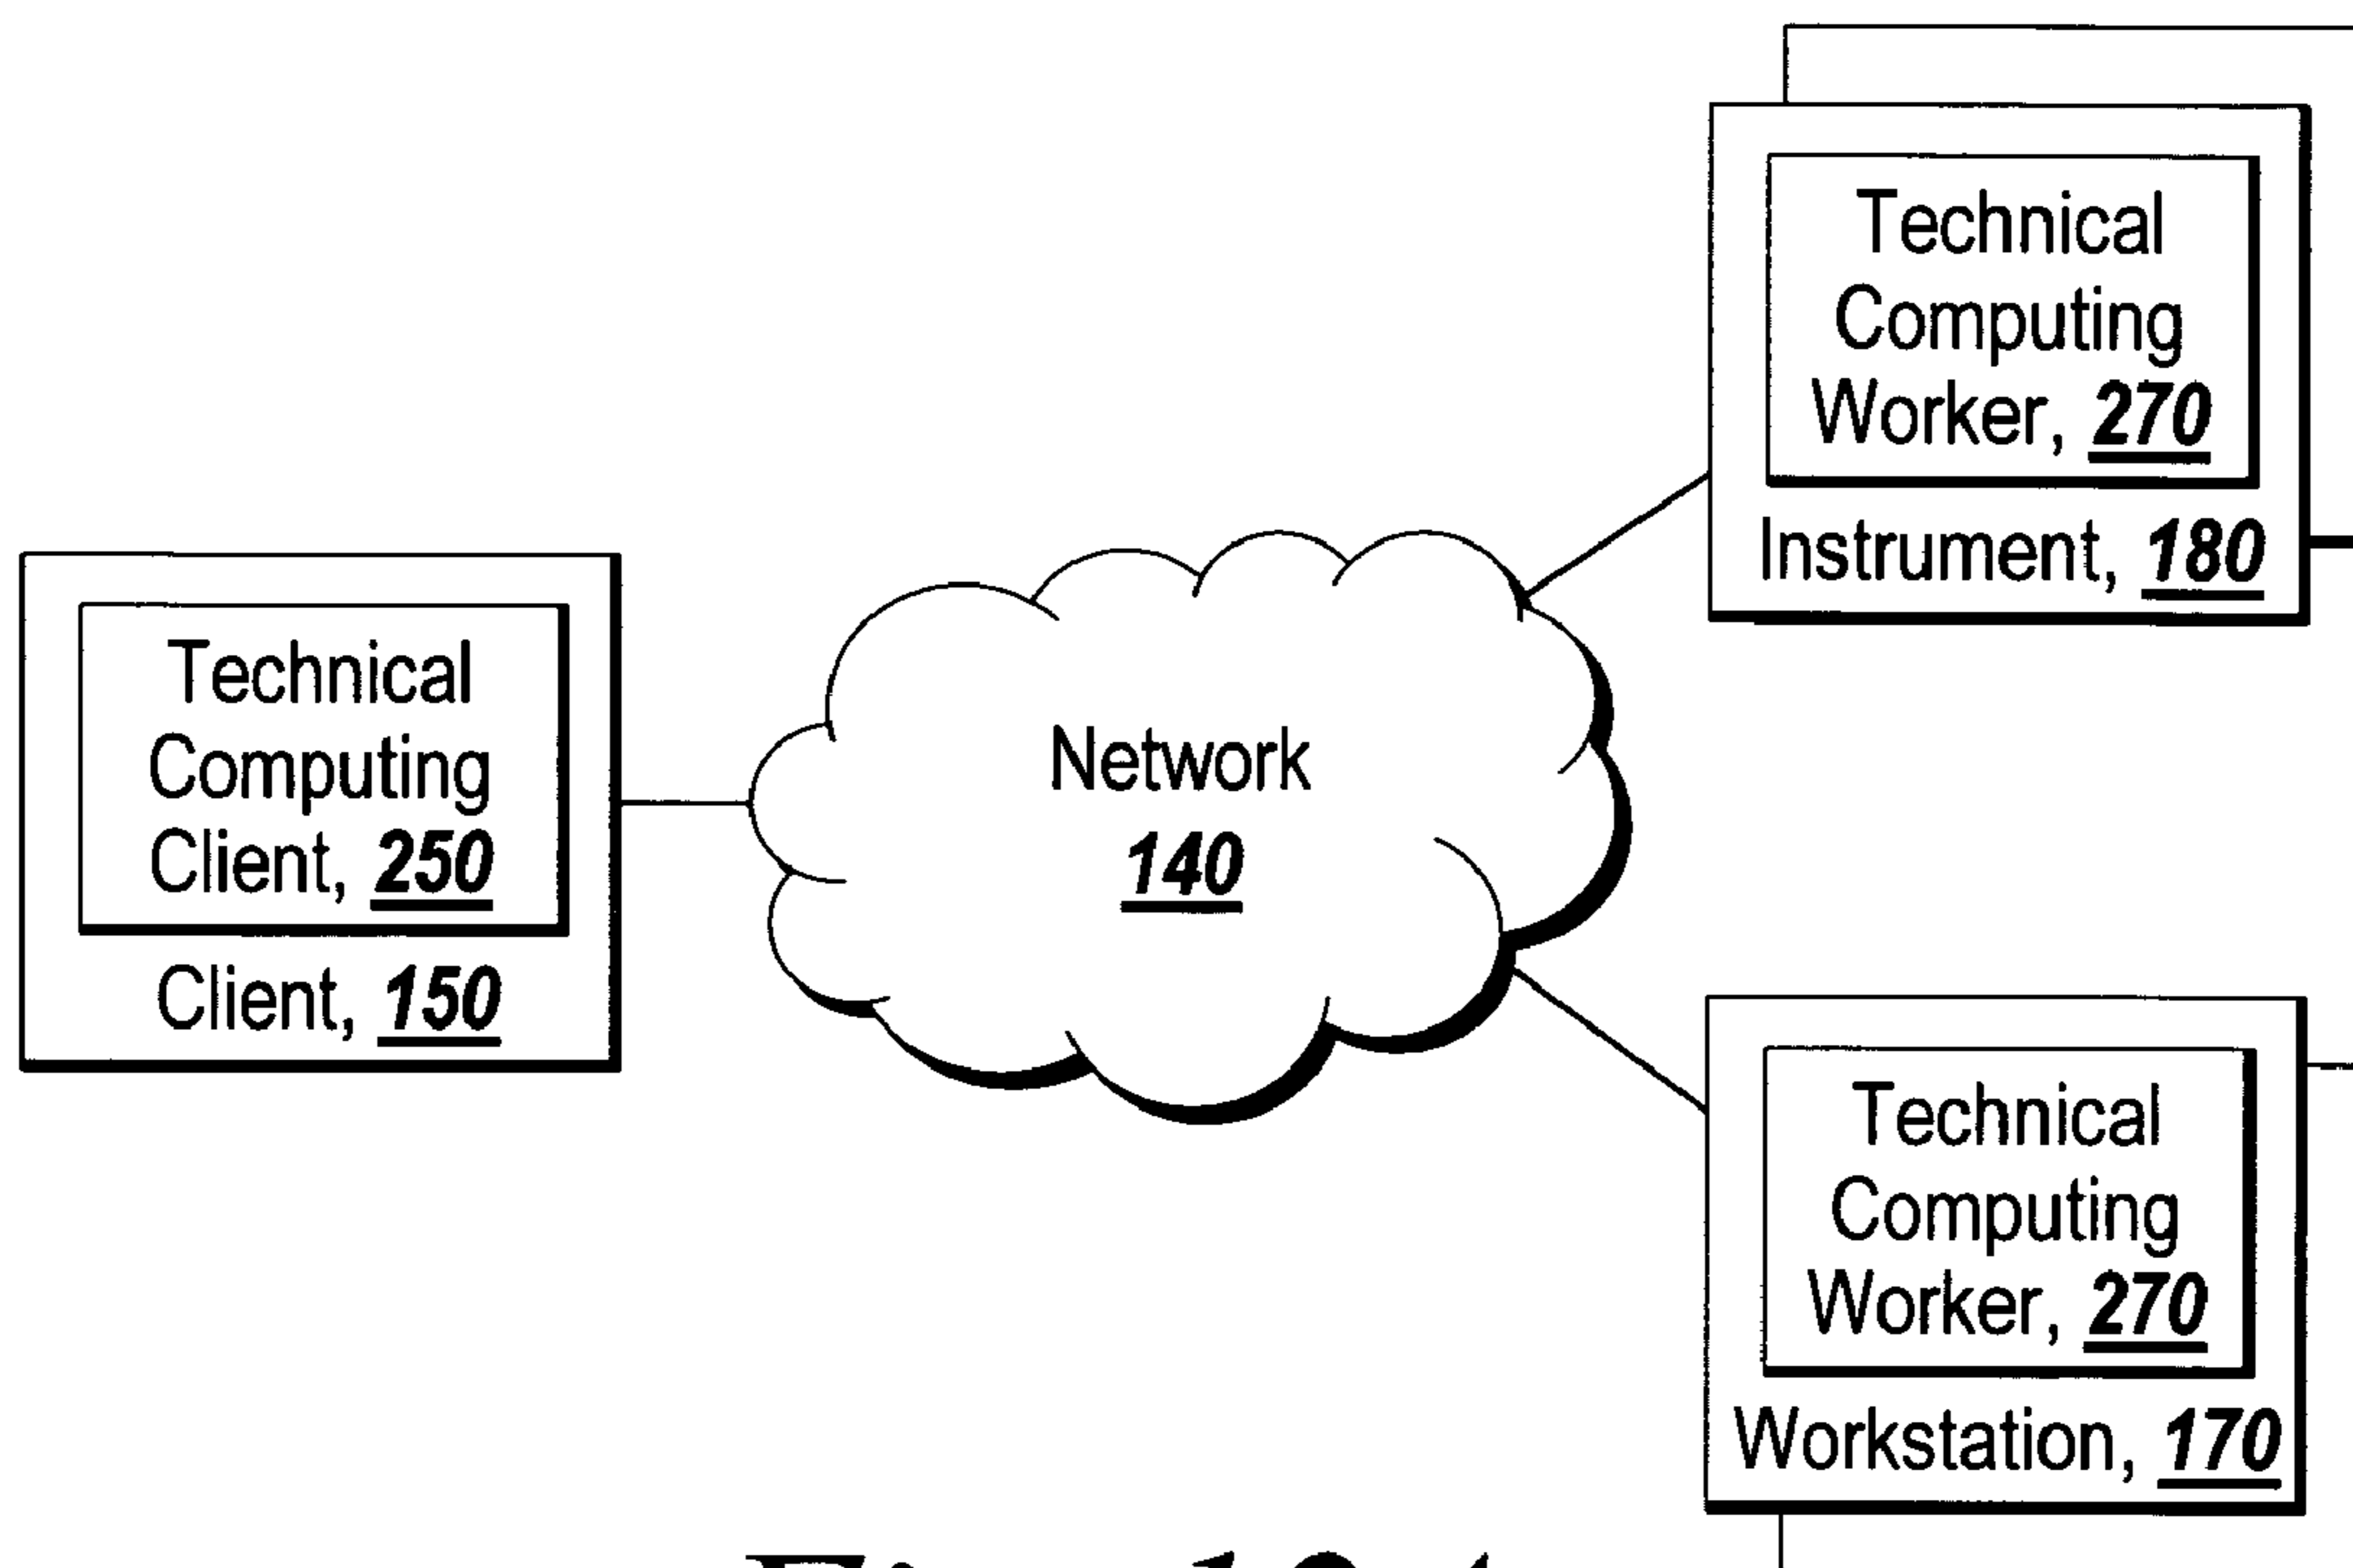 Technical
Computing
Worker, 270
Instrument, 180
Technical
Computing
Client, 250
Client, 150
Network
140
Technical
Computing
Worker, 270
Workstation, 170